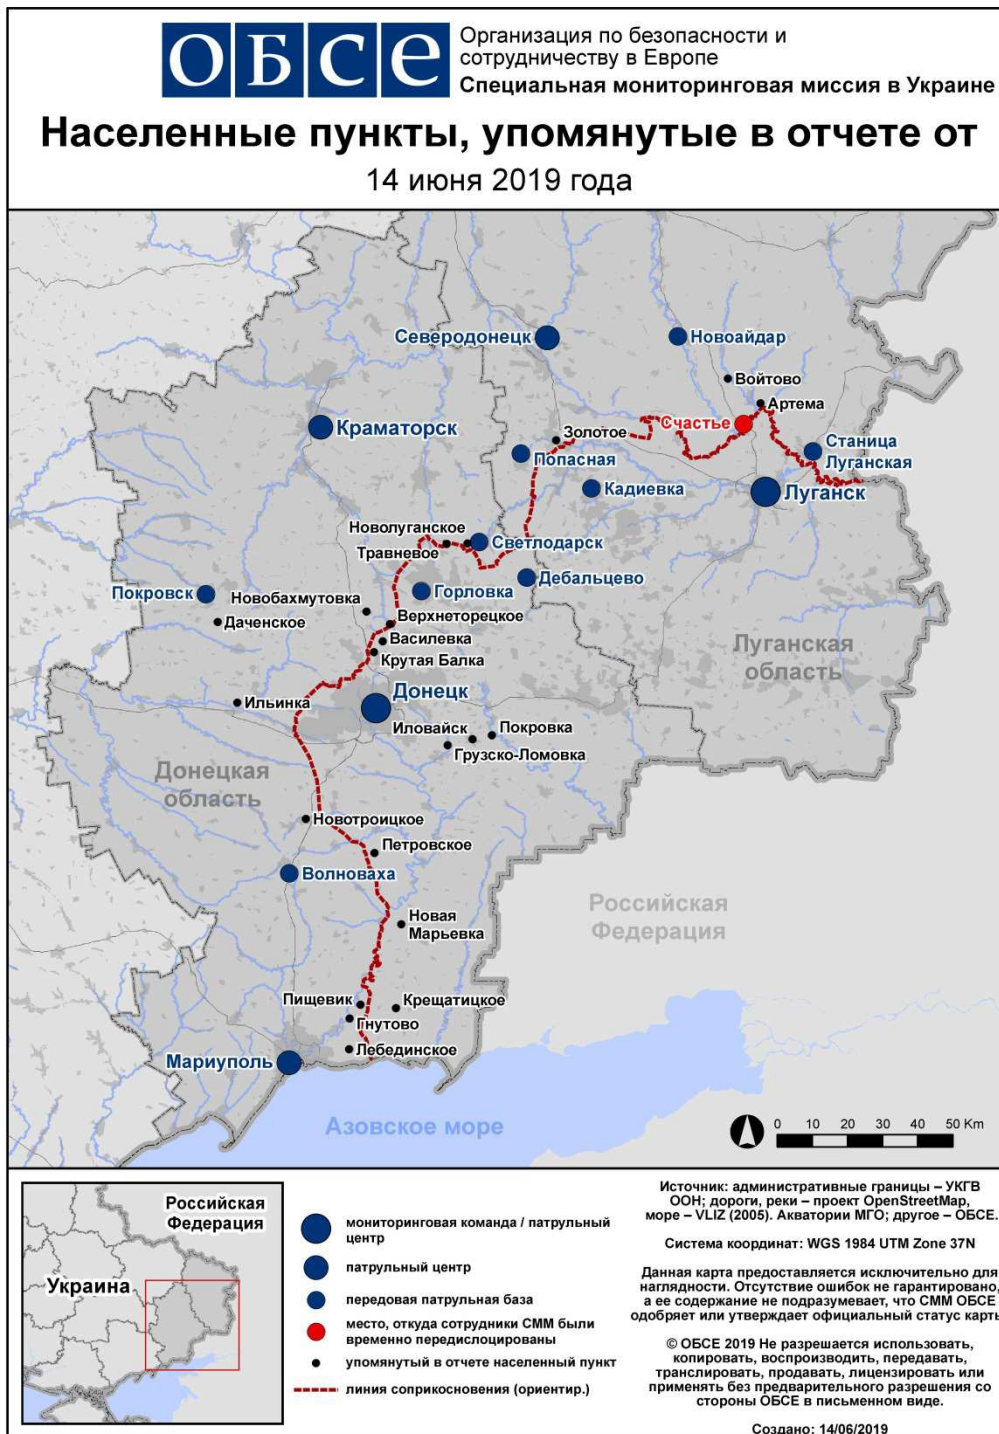 ОБСЕ
Организация по безопасности и
сотрудничеству в Европе
Специальная мониторинговая миссия в Украине
Населенные пункты, упомянутые в отчете от
14 июня 2019 года
Северодонецк
Новоайдар
Войтово
Артема
Счастье
Краматорск
Золотое
Станица
Луганская
Попасная
Кадиевка
Луганск
Новолуганское
Светлодарск
Травневое
Дебальцево
Покровск
Новобахмутовка
Горловка
Даченское
Верхнеторецкое
Василевка
Крутая Балка
Луганская
область
Донецк
Ильинка
Иловайск
Покровка
Грузско-Ломовка
Донецкая
область
Новотроицкое
Петровское
Волноваха
Новая
Марьевка
Российская
Федерация
Пищевик
Крещатицкое
Гнутово
Лебединское
Мариуполь
Азовское море
0 10 20 30 40 50 Km
Российская
Федерация
Украина
мониторинговая команда / патрульный
центр
патрульный центр
передовая патрульная база
место, откуда сотрудники СММ были
временно передислоцированы
упомянутый в отчете населенный пункт
линия соприкосновения (ориентир.)
Источник: административные границы – УКГВ
ООН; дороги, реки – проект OpenStreetMap,
море – VLIZ (2005). Акватории МГО; другое – ОБСЕ.
Система координат: WGS 1984 UTM Zone 37N
Данная карта предоставляется исключительно для
наглядности. Отсутствие ошибок не гарантировано,
а ее содержание не подразумевает, что СММ ОБСЕ
одобряет или утверждает официальный статус карты
© ОБСЕ 2019 Не разрешается использовать,
копировать, воспроизводить, передавать,
транслировать, продавать, лицензировать или
применять без предварительного разрешения со
стороны ОБСЕ в письменном виде.
Создано: 14/06/2019